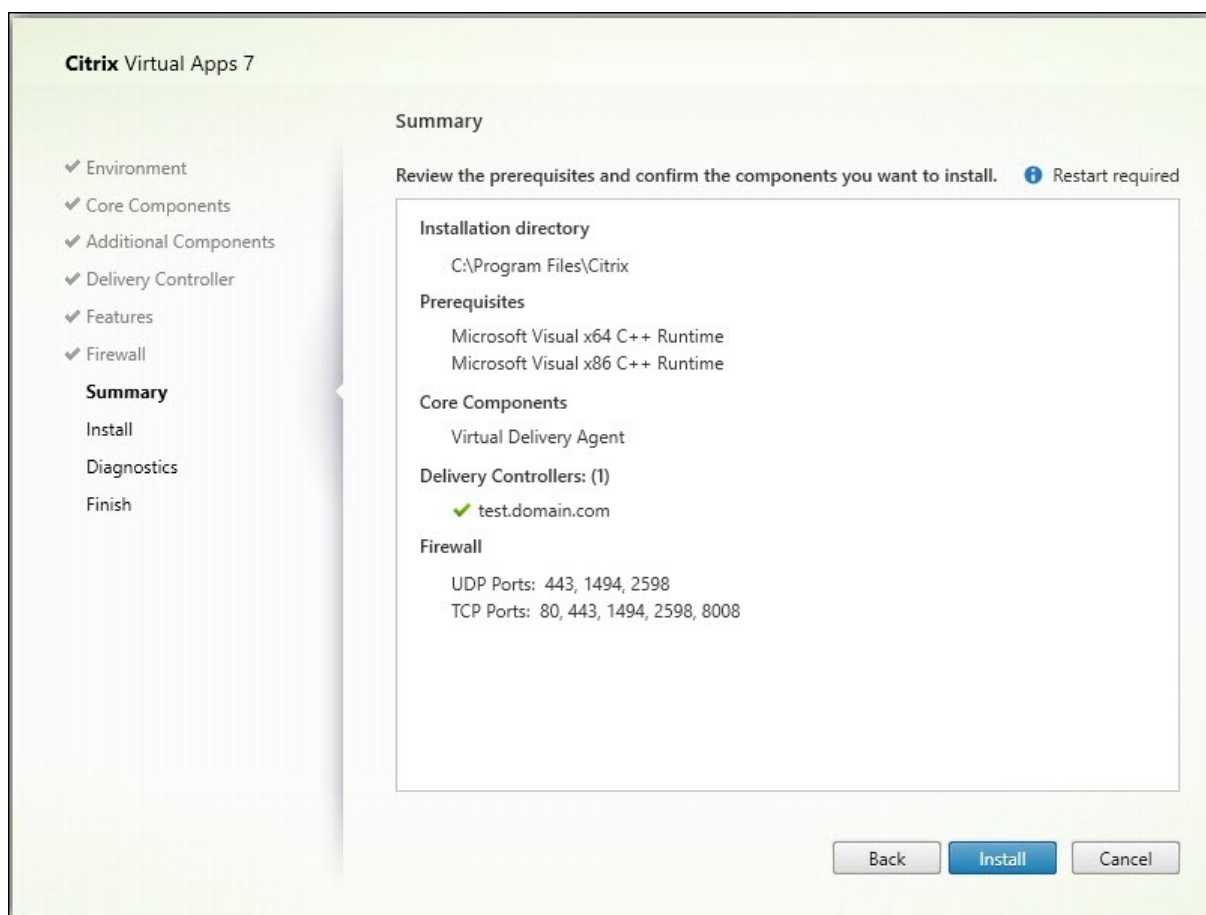 Citrix Virtual Apps 7
Summary
Environment
Core Components
Additional Components
Delivery Controller
Features
Firewall
Summary
Install
Diagnostics
Finish
Review the prerequisites and confirm the components you want to install. Restart required
Installation directory
C:\Program Files\Citrix
Prerequisites
Microsoft Visual x64 C++ Runtime
Microsoft Visual x86 C++ Runtime
Core Components
Virtual Delivery Agent
Delivery Controllers: (1)
test.domain.com
Firewall
UDP Ports: 443, 1494, 2598
TCP Ports: 80, 443, 1494, 2598, 8008
Back Install Cancel